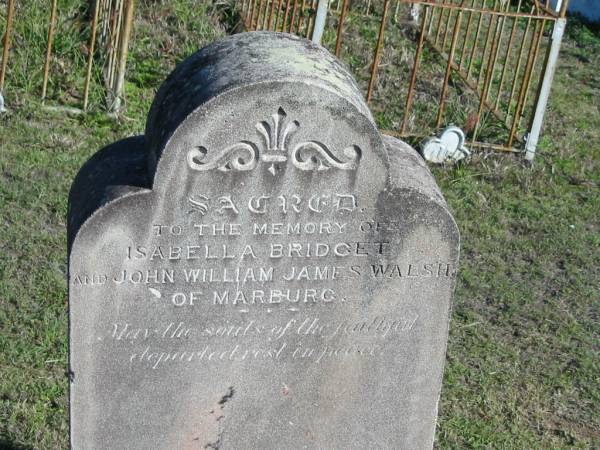 SACRED
TO THE MEMORY OF
ISABELLA BRIDGET
AND JOHN WILLIAM JAMES WALSH
OF MARBURG.
May the souls of the faithful
departed rest in peace